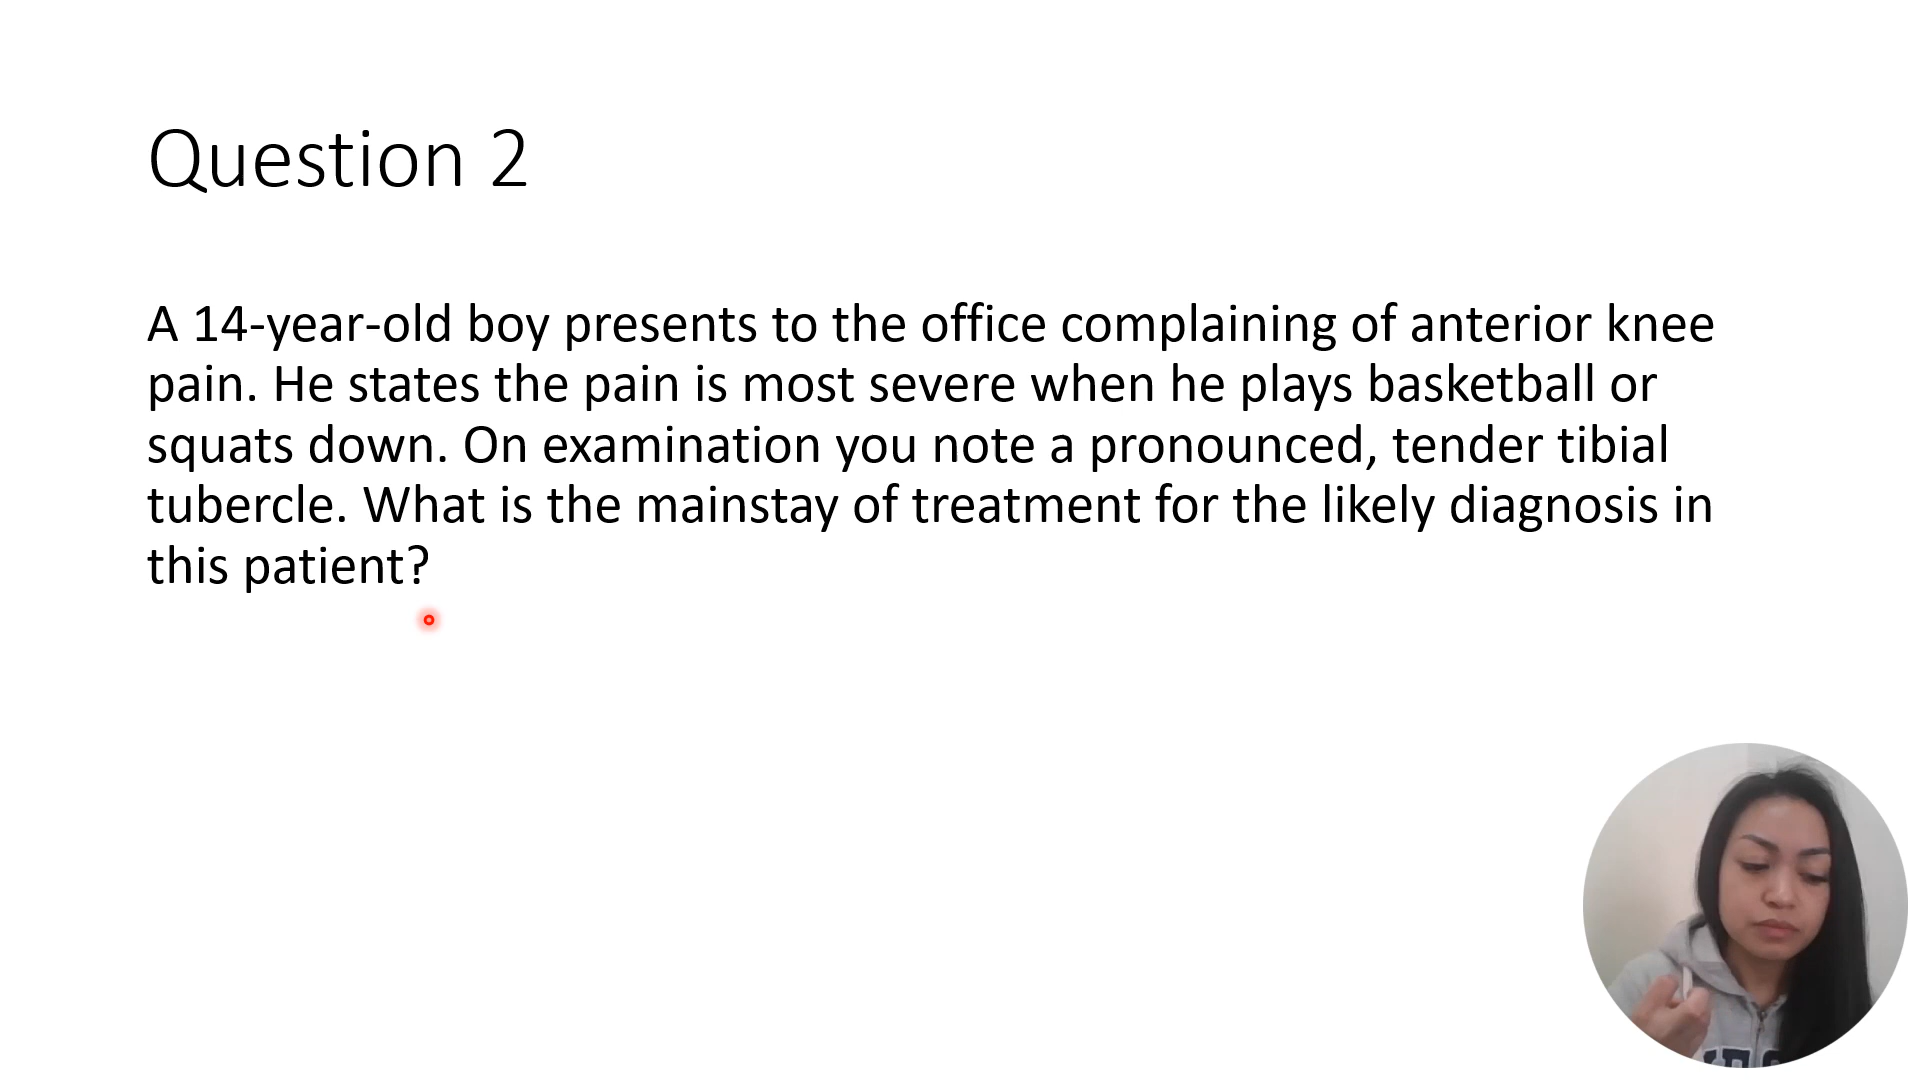 Question 2
A 14-year-old boy presents to the office complaining of anterior knee
pain. He states the pain is most severe when he plays basketball or
squats down. On examination you note a pronounced, tender tibial
tubercle. What is the mainstay of treatment for the likely diagnosis in
this patient?